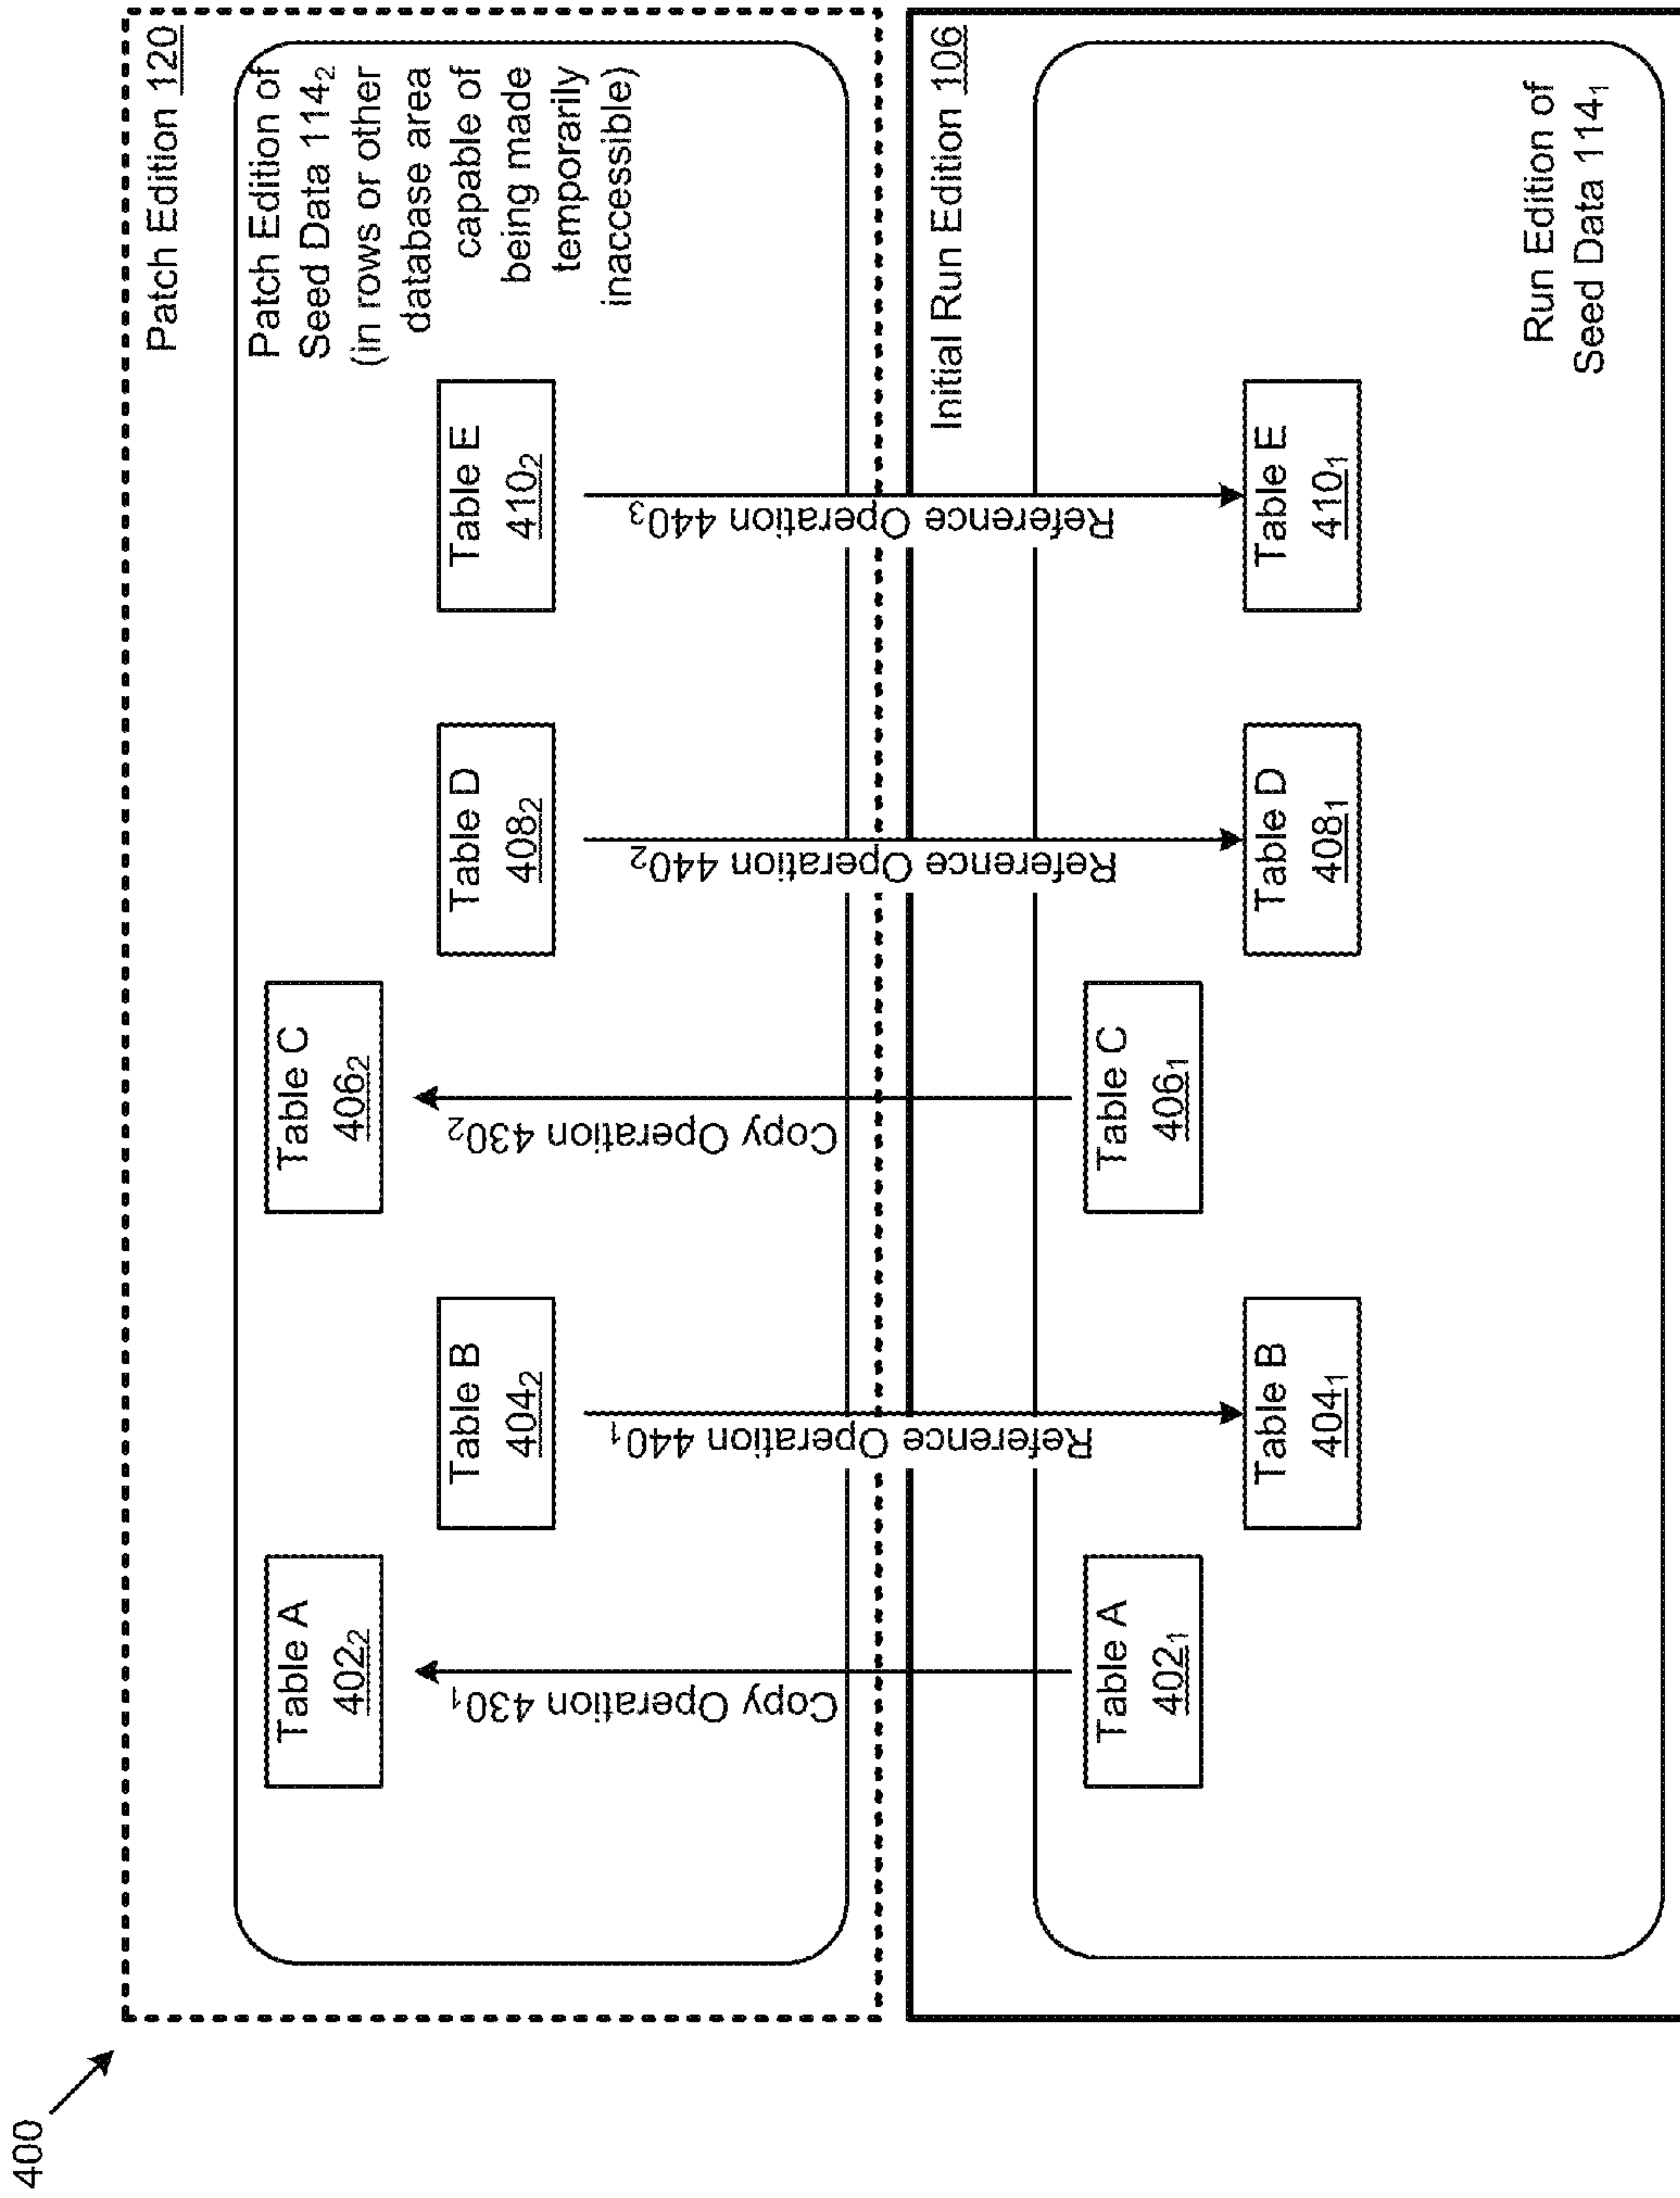 400
Patch Edition 120
Patch Edition of
Seed Data 114₂
(in rows or other
database area
capable of
being made
temporarily
inaccessible)
Table A
402₂
Table B
404₂
Table C
406₂
Table D
408₂
Table E
410₂
Copy Operation 430₁
Reference Operation 440₁
Copy Operation 430₂
Reference Operation 440₂
Reference Operation 440₃
Initial Run Edition 106
Table A
402₁
Table B
404₁
Table C
406₁
Table D
408₁
Table E
410₁
Run Edition of
Seed Data 114₁